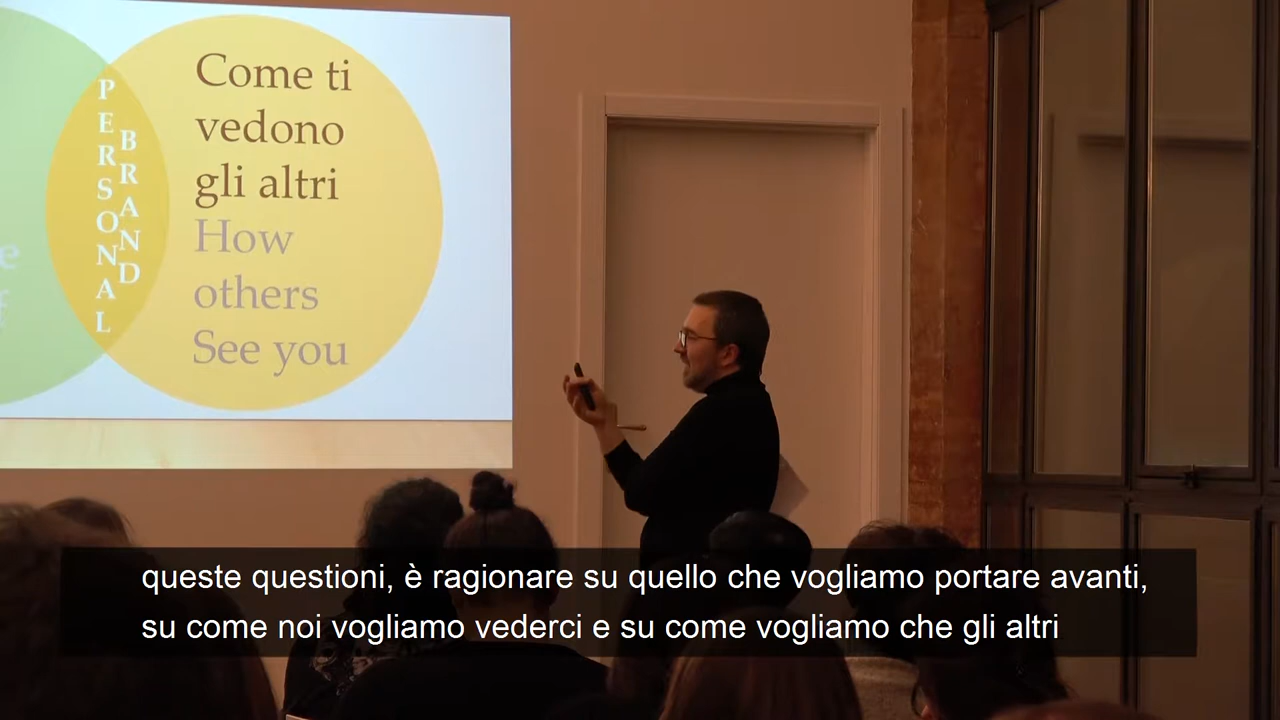 PERSONAL
BRAND
Come ti
vedono
gli altri
How
others
See you
queste questioni, è ragionare su quello che vogliamo portare avanti,
su come noi vogliamo vederci e su come vogliamo che gli altri